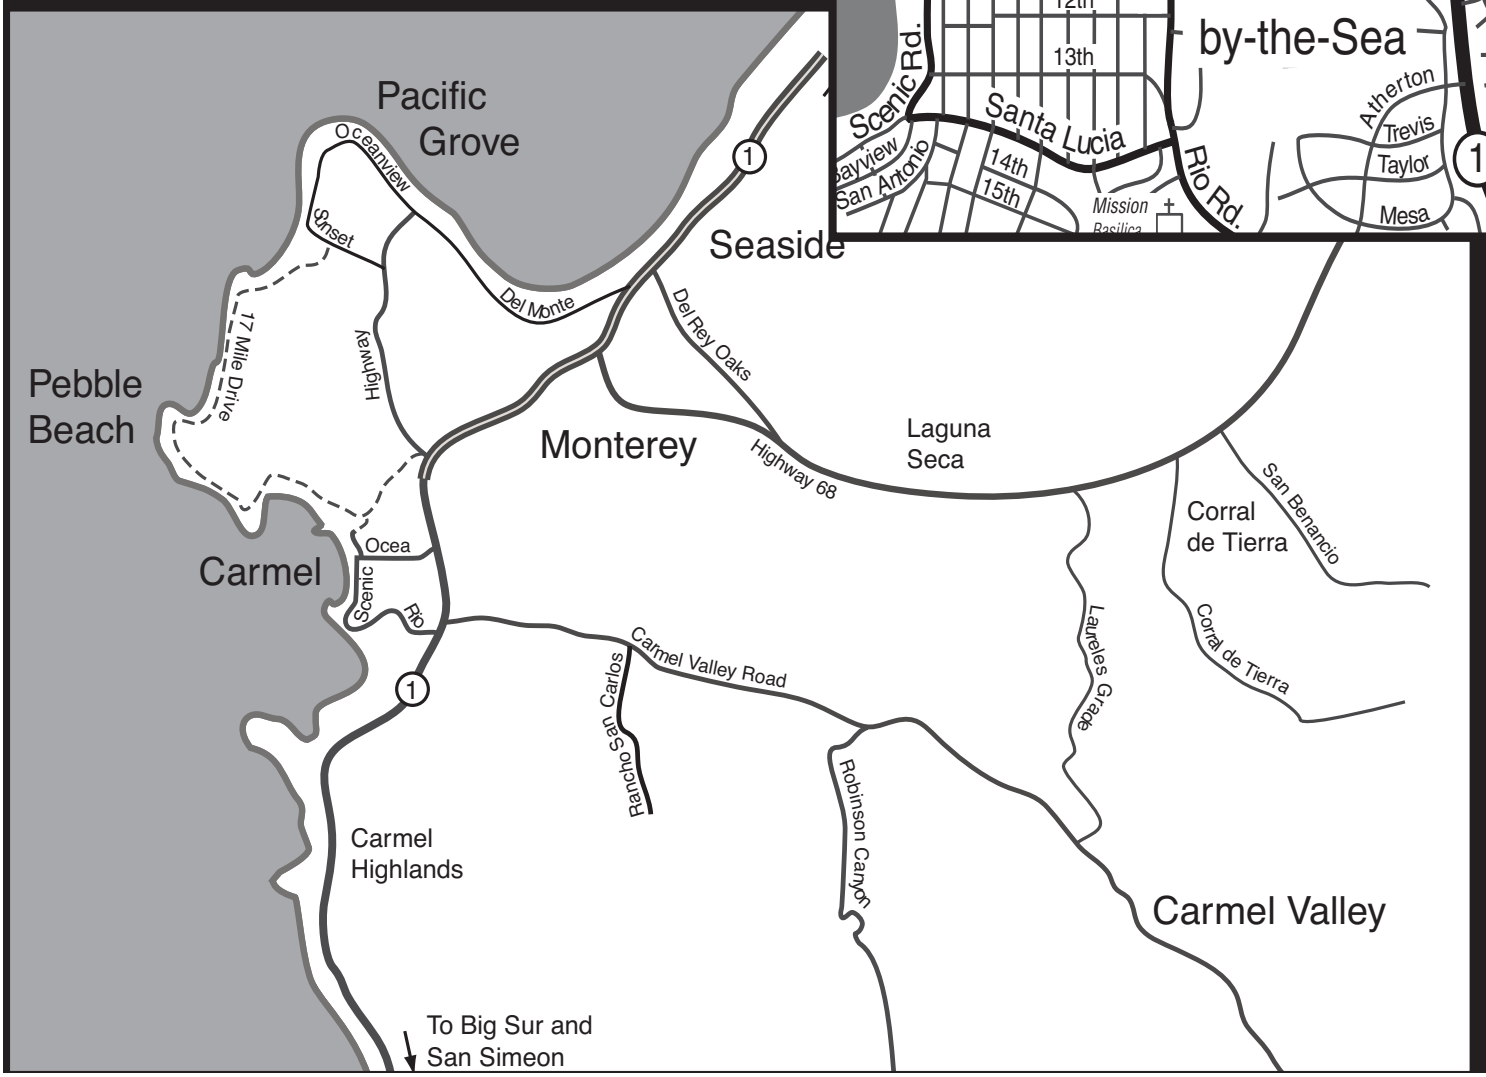 Pacific
Grove
Oceanview
1
Sunset
Seaside
Del Monte
Del Rey Oaks
17 Mile Drive
Highway
Pebble
Beach
Monterey
Highway 68
Laguna
Seca
San Benancio
Corral
de Tierra
Ocea
Carmel
Scenic
Rio
Carmel Valley Road
Rancho San Carlos
Laureles Grade
Corral de Tierra
1
Robinson Canyon
Carmel
Highlands
Carmel Valley
To Big Sur and
San Simeon
12th
by-the-Sea
Scenic Rd.
13th
Santa Lucia
Atherton
Trevis
Bayview
San Antonio
14th
15th
Taylor
1
Rio Rd.
Mission
Basilica
Mesa